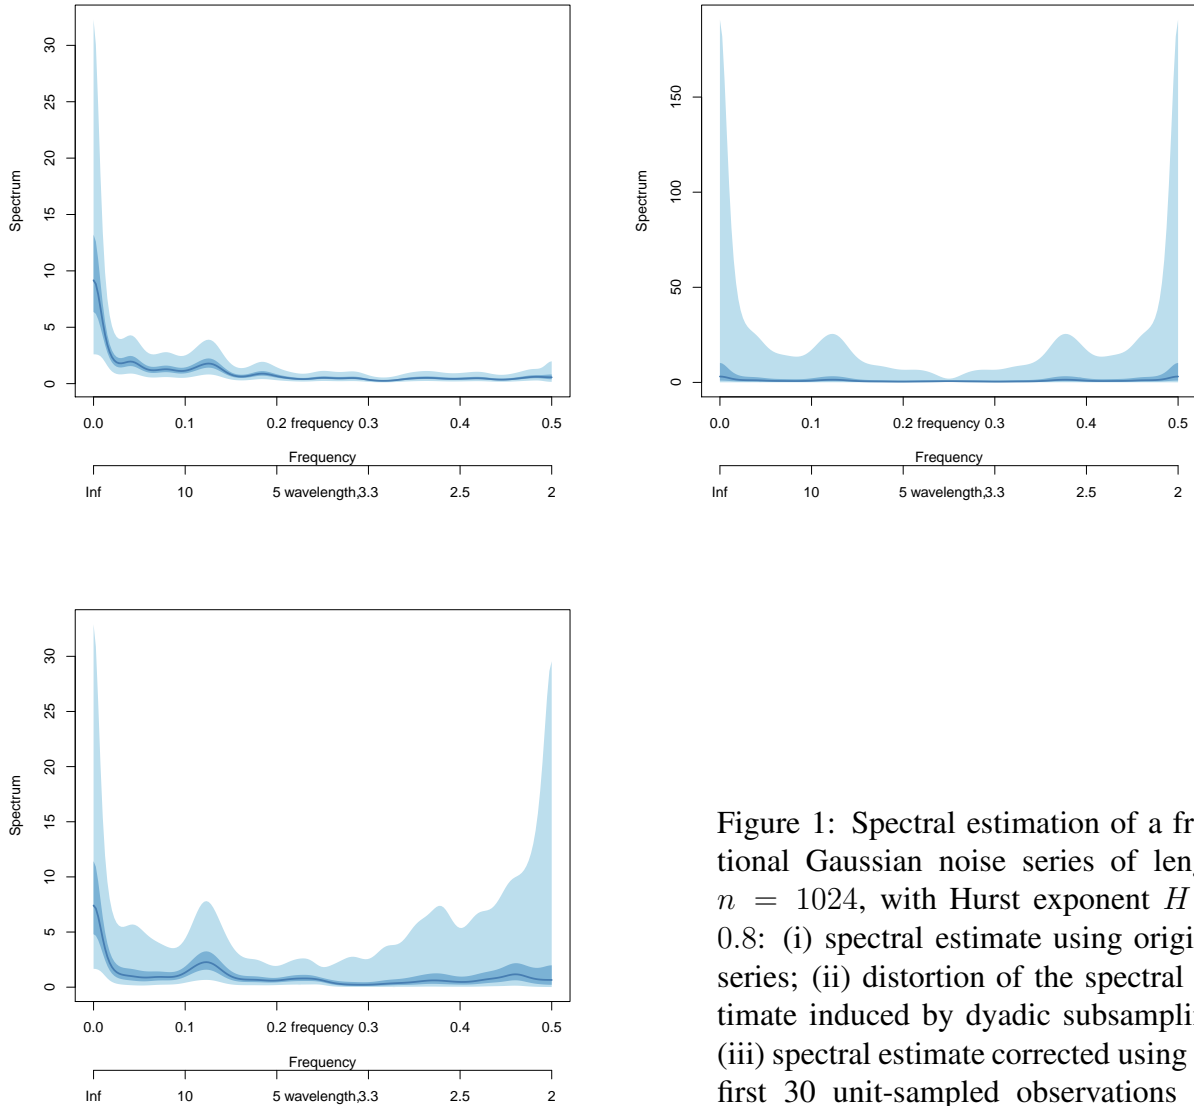 30
25
20
15
10
5
0
Spectrum
0.0 0.1 0.2 frequency 0.3 0.4 0.5
Frequency
Inf 10 5 wavelength,3.3 2.5 2
150
100
50
0
Spectrum
0.0 0.1 0.2 frequency 0.3 0.4 0.5
Frequency
Inf 10 5 wavelength,3.3 2.5 2
30
25
20
15
10
5
0
Spectrum
0.0 0.1 0.2 frequency 0.3 0.4 0.5
Frequency
Inf 10 5 wavelength,3.3 2.5 2
Figure 1: Spectral estimation of a fr
tional Gaussian noise series of leng
n = 1024, with Hurst exponent H
0.8: (i) spectral estimate using origi
series; (ii) distortion of the spectral
timate induced by dyadic subsampli
(iii) spectral estimate corrected using
first 30 unit-sampled observations